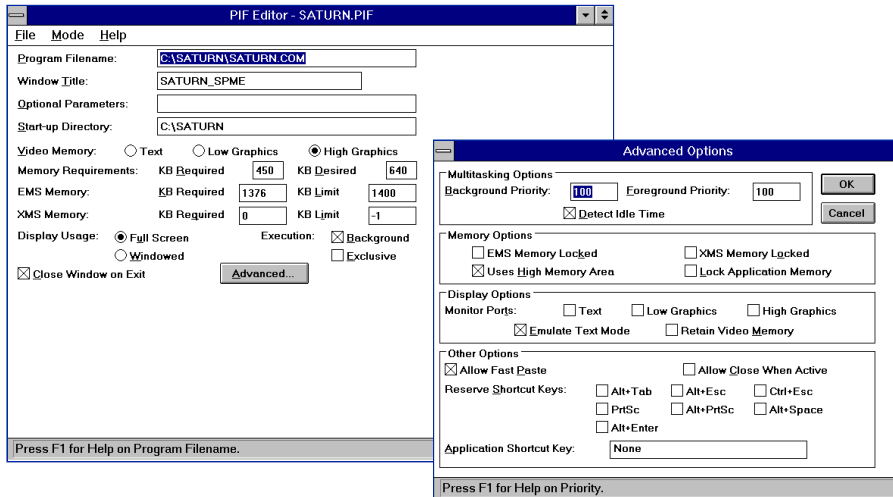 PIF Editor - SATURN.PIF
File Mode Help
Program Filename: C:\SATURN\SATURN.COM
Window Title: SATURN_SPME
Optional Parameters:
Start-up Directory: C:\SATURN
Video Memory: Text Low Graphics High Graphics
Memory Requirements: KB Required 450 KB Desired 640
EMS Memory: KB Required 1376 KB Limit 1400
XMS Memory: KB Required 0 KB Limit -1
Display Usage: Full Screen Execution: Background
Windowed Exclusive
Close Window on Exit Advanced...
Press F1 for Help on Program Filename.
Advanced Options
Multitasking Options
Background Priority: 100 Foreground Priority: 100 OK
Detect Idle Time Cancel
Memory Options
EMS Memory Locked XMS Memory Locked
Uses High Memory Area Lock Application Memory
Display Options
Monitor Ports: Text Low Graphics High Graphics
Emulate Text Mode Retain Video Memory
Other Options
Allow Fast Paste Allow Close When Active
Reserve Shortcut Keys: Alt+Tab Alt+Esc Ctrl+Esc
PrtSc Alt+PrtSc Alt+Space
Alt+Enter
Application Shortcut Key: None
Press F1 for Help on Priority.